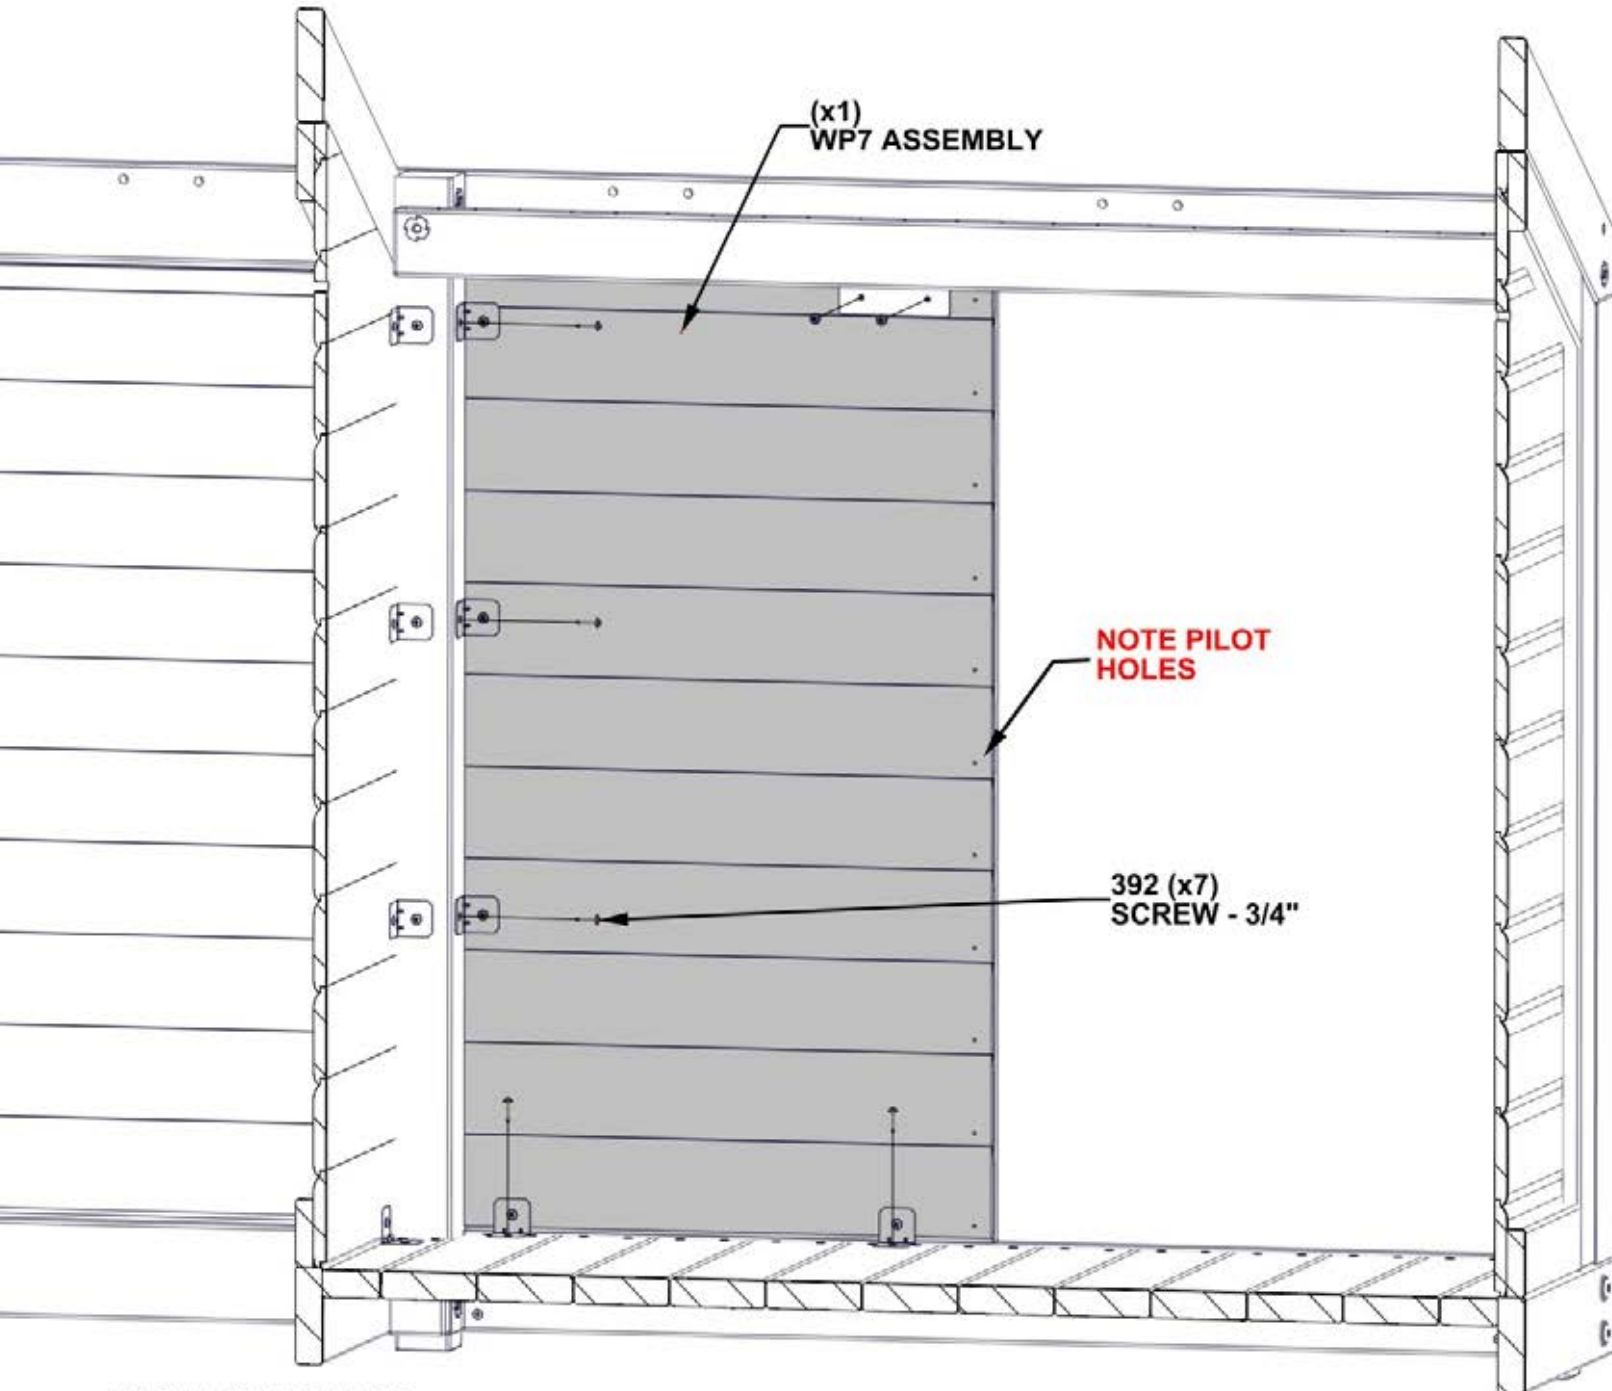 (x1)
WP7 ASSEMBLY
NOTE PILOT
HOLES
392 (x7)
SCREW - 3/4"